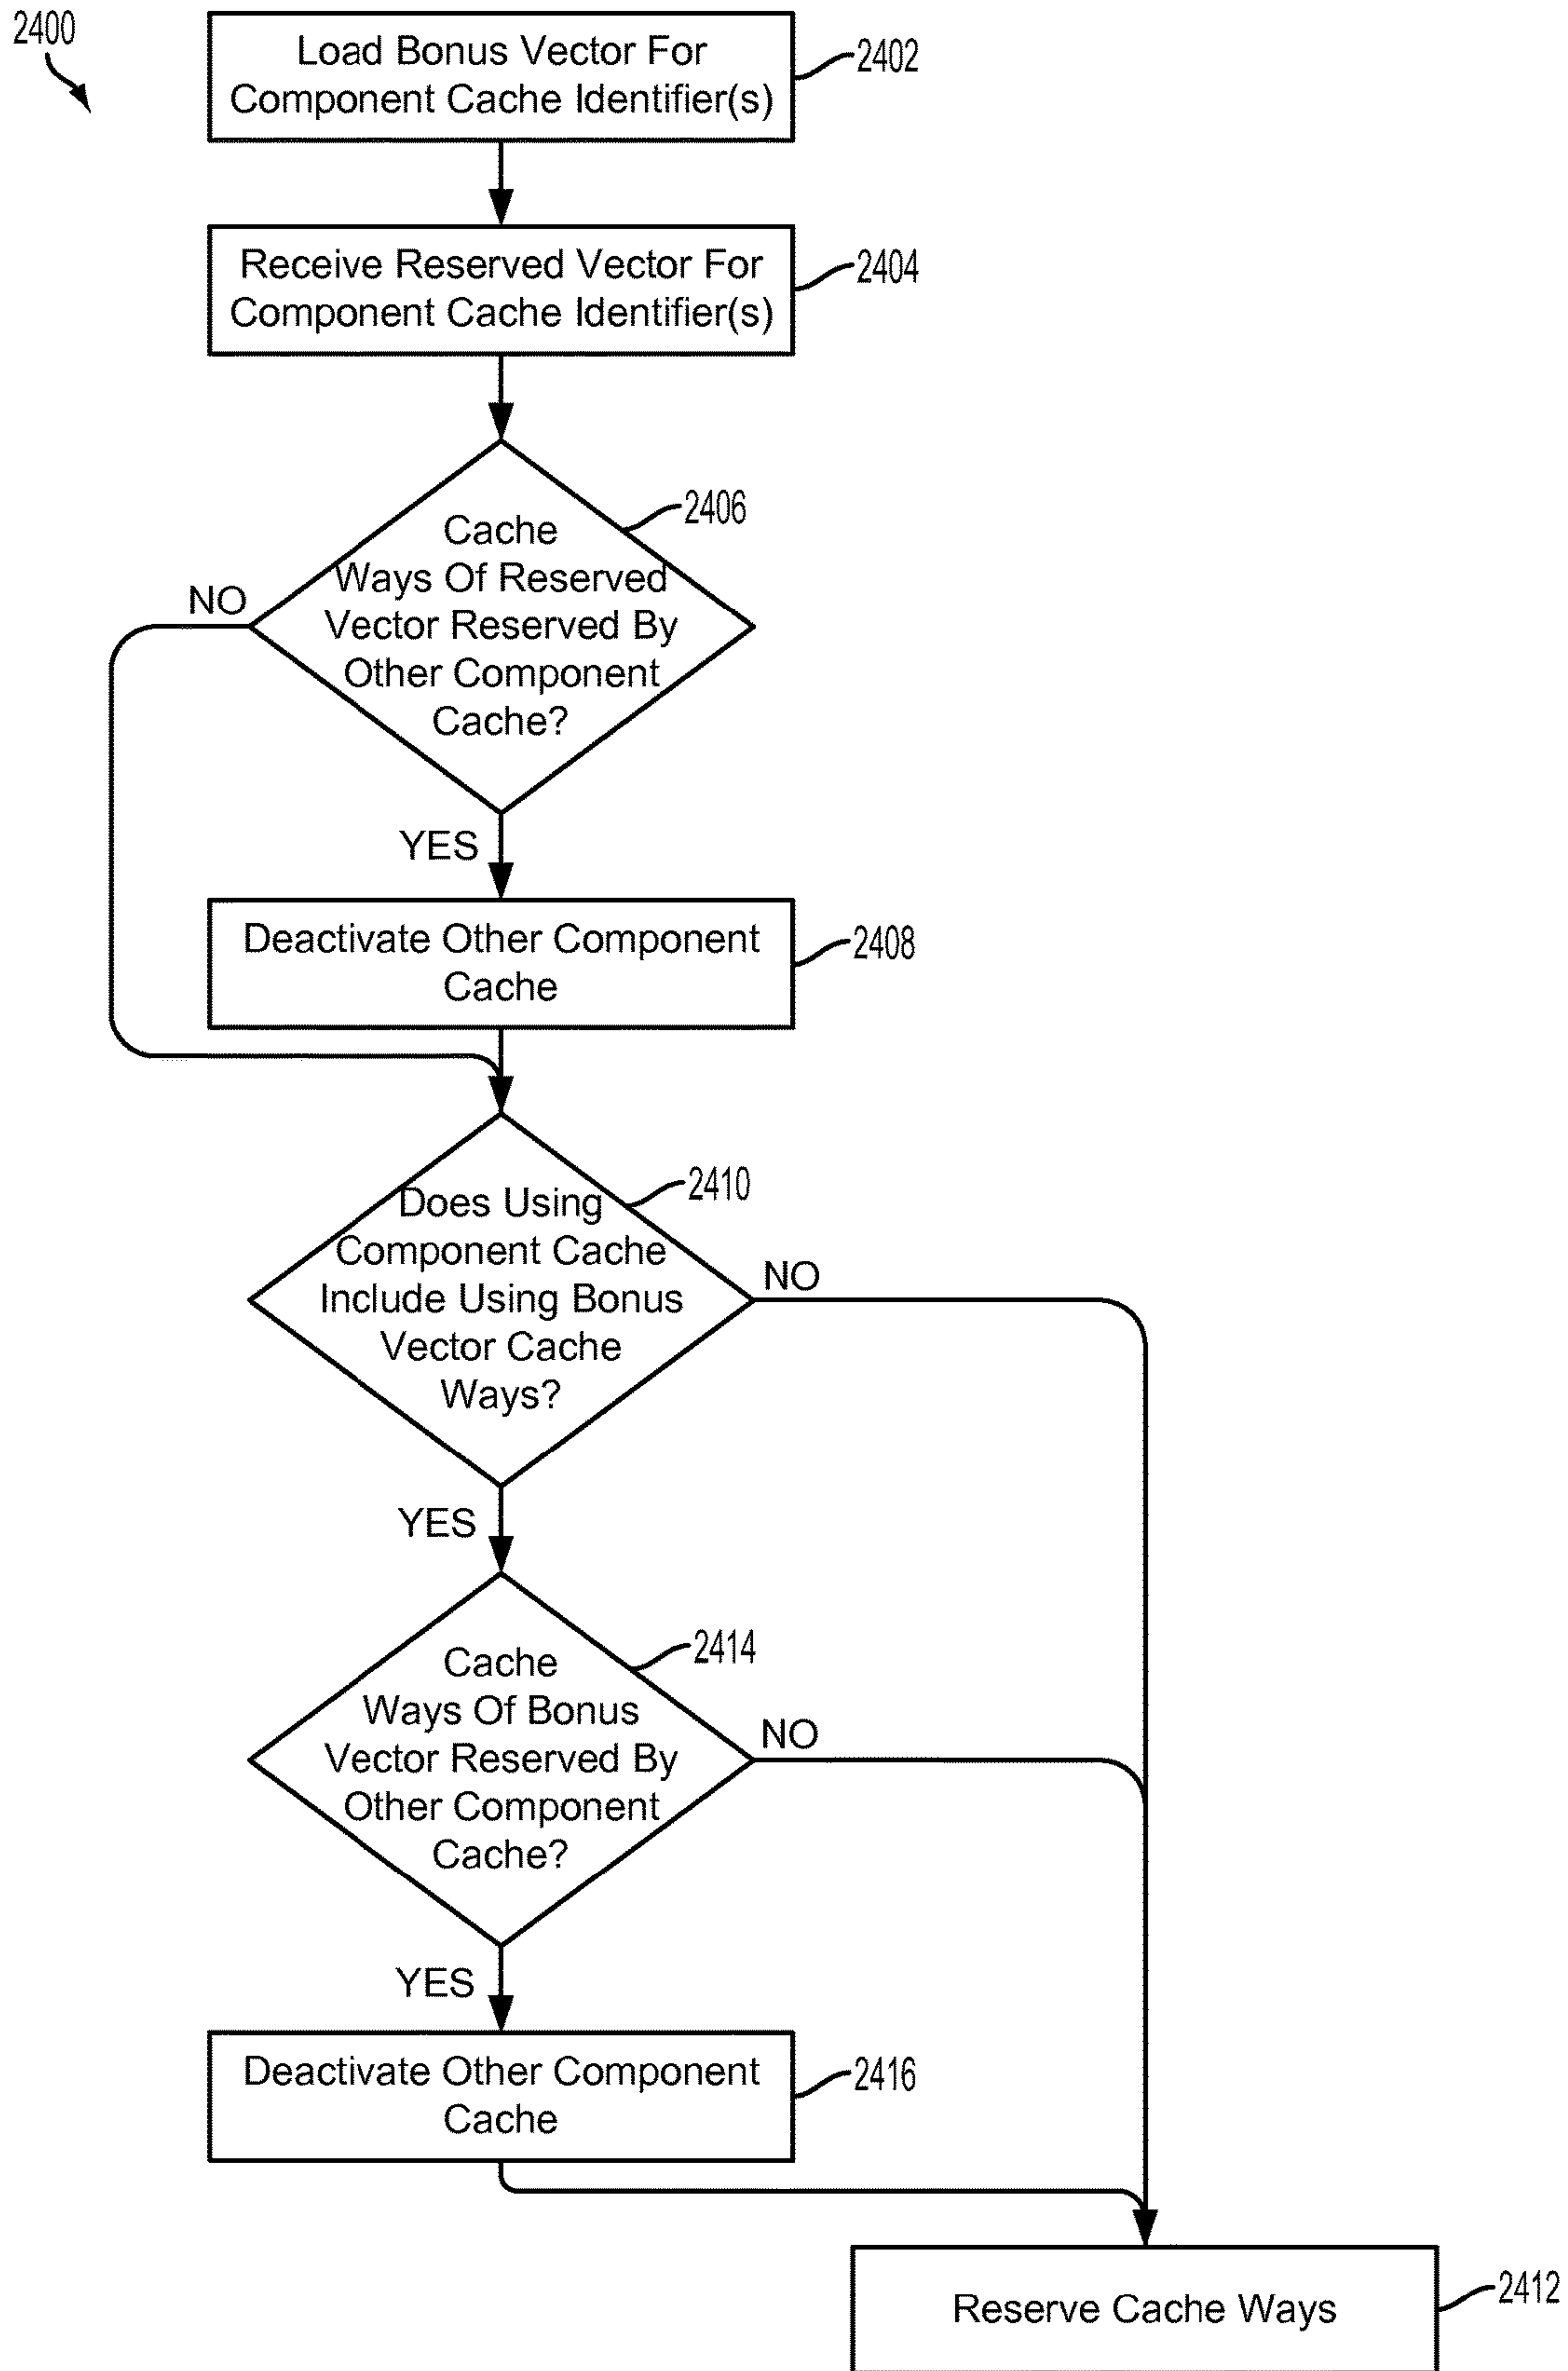 2400
Load Bonus Vector For
Component Cache Identifier(s)
2402
Receive Reserved Vector For
Component Cache Identifier(s)
2404
Cache
Ways Of Reserved
Vector Reserved By
Other Component
Cache?
2406
NO
YES
Deactivate Other Component
Cache
2408
Does Using
Component Cache
Include Using Bonus
Vector Cache
Ways?
2410
NO
YES
Cache
Ways Of Bonus
Vector Reserved By
Other Component
Cache?
2414
NO
YES
Deactivate Other Component
Cache
2416
Reserve Cache Ways
2412